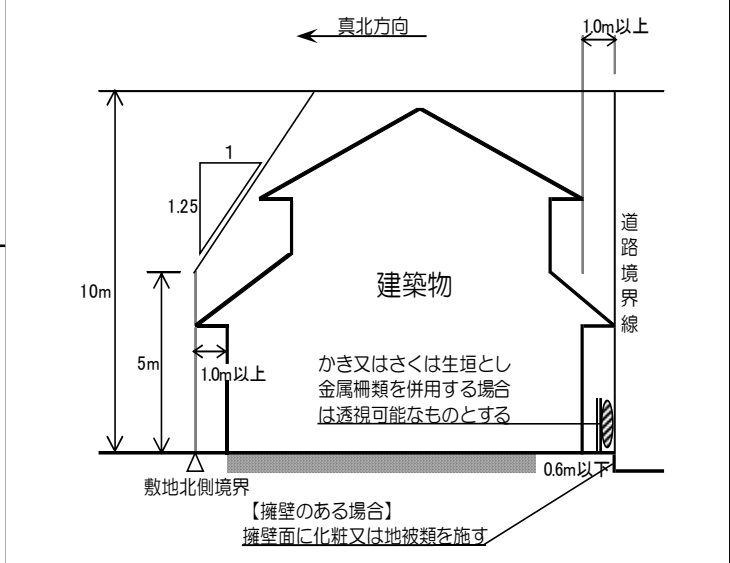 真北方向
1.0m以上
1
1.25
10m
5m
1.0m以上
建築物
道路境界線
かき又はさくは生垣とし
金属柵類を併用する場合
は透視可能なものとする
0.6m以下
敷地北側境界
【擁壁のある場合】
擁壁面に化粧又は地被類を施す